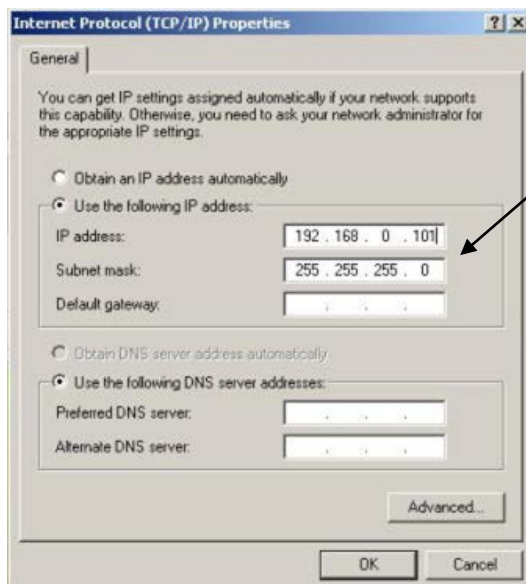 Internet Protocol (TCP/IP) Properties
General
You can get IP settings assigned automatically if your network supports
this capability. Otherwise, you need to ask your network administrator for
the appropriate IP settings.
Obtain an IP address automatically
Use the following IP address:
IP address: 192 . 168 . 0 . 101
Subnet mask: 255 . 255 . 255 . 0
Default gateway: . . .
Obtain DNS server address automatically
Use the following DNS server addresses:
Preferred DNS server: . . .
Alternate DNS server: . . .
Advanced...
OK Cancel